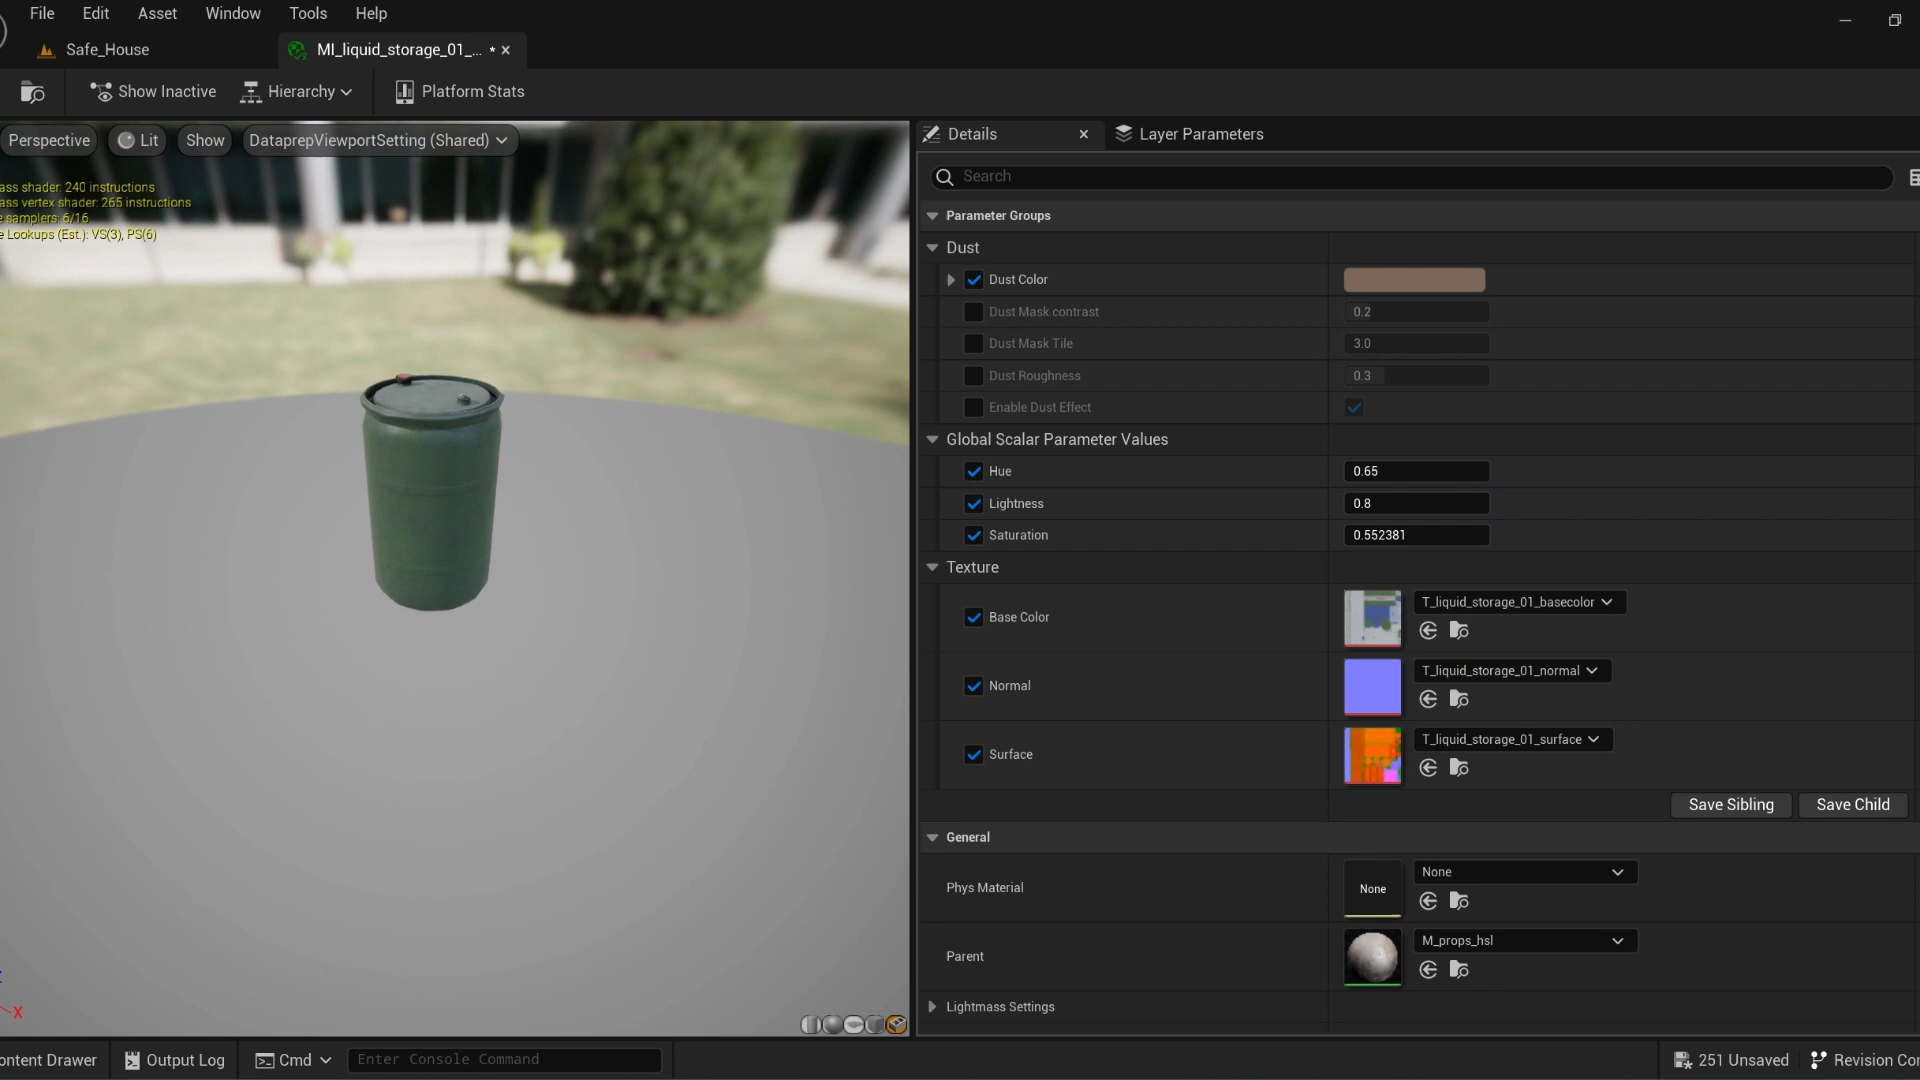 File Edit Asset Window Tools Help
Safe_House
MI_liquid_storage_01_... •
Show Inactive Hierarchy Platform Stats
Perspective Lit Show DataprepViewportSetting (Shared)
ass shader: 240 instructions
ass vertex shader: 265 instructions
e samplers: 6/16
e Lookups (Est.): VS(3), PS(6)
X
Details
Layer Parameters
Search
Parameter Groups
Dust
Dust Color
Dust Mask contrast 0.2
Dust Mask Tile 3.0
Dust Roughness 0.3
Enable Dust Effect
Global Scalar Parameter Values
Hue 0.65
Lightness 0.8
Saturation 0.552381
Texture
Base Color T_liquid_storage_01_basecolor
Normal T_liquid_storage_01_normal
Surface T_liquid_storage_01_surface
Save Sibling Save Child
General
Phys Material None None
Parent M_props_hsl
Lightmass Settings
ontent Drawer Output Log Cmd Enter Console Command 251 Unsaved Revision Con